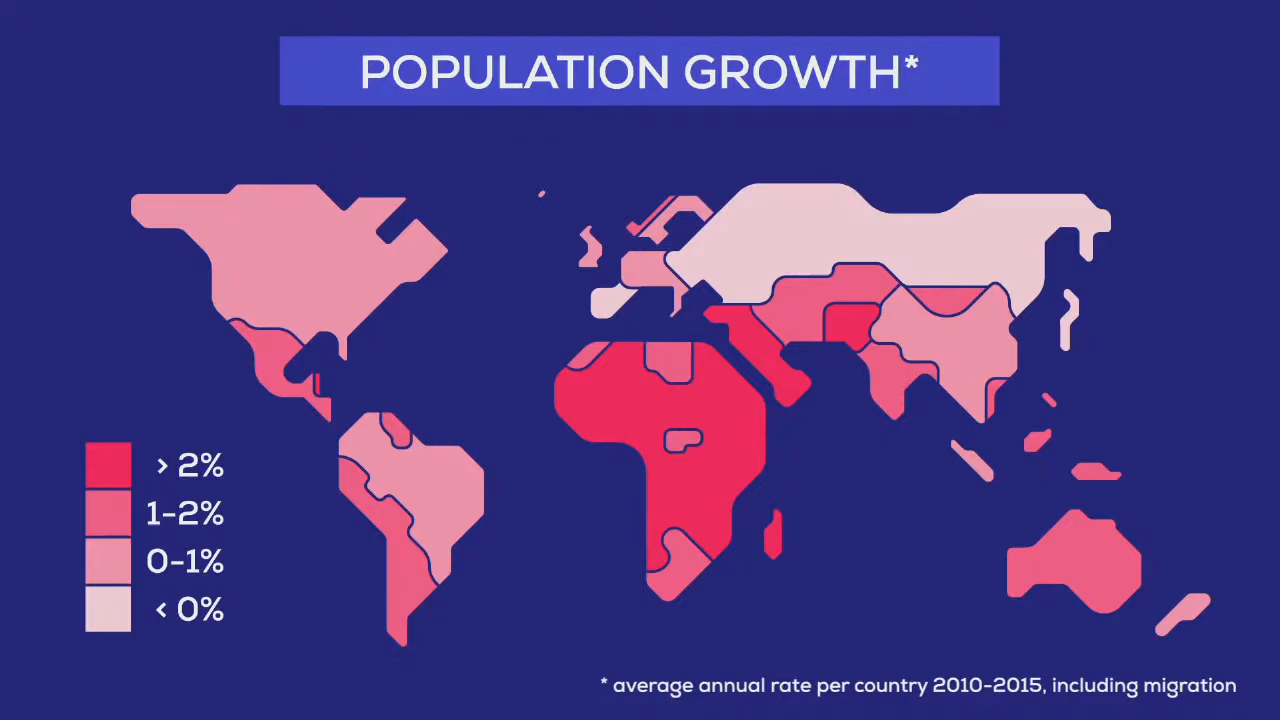 POPULATION GROWTH*
> 2%
1-2%
0-1%
< 0%
* average annual rate per country 2010-2015, including migration